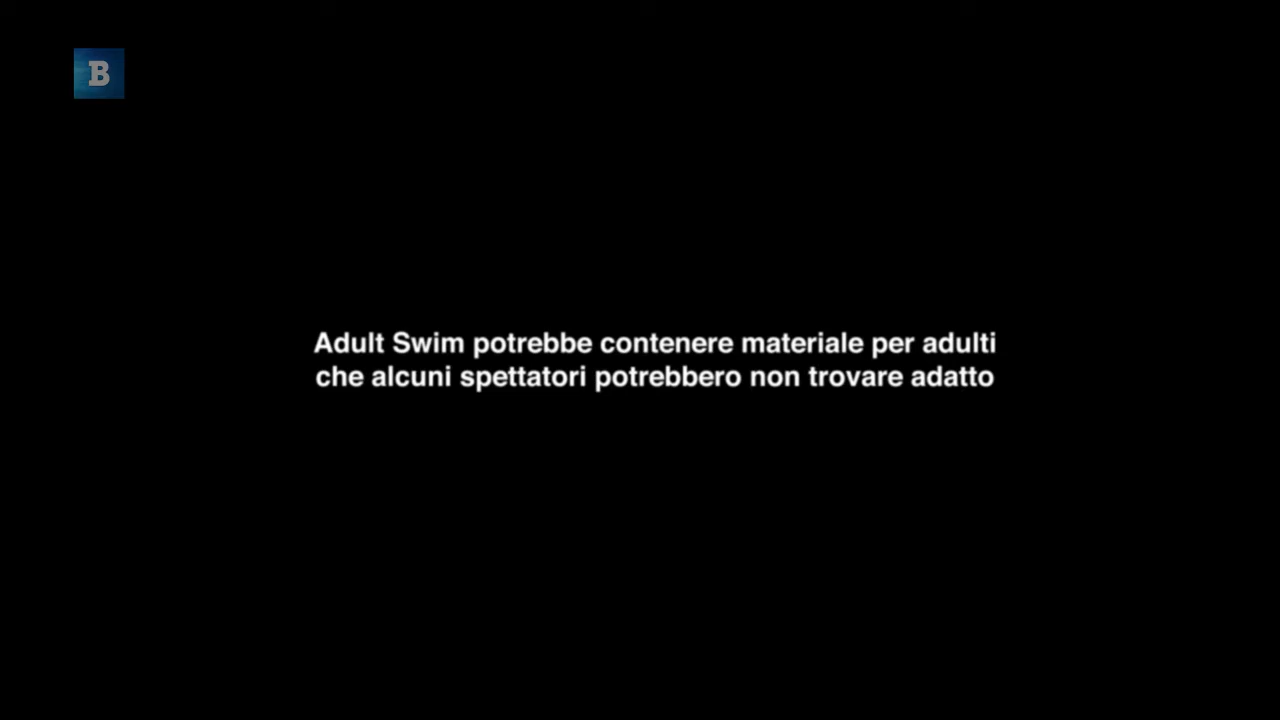 B
Adult Swim potrebbe contenere materiale per adulti
che alcuni spettatori potrebbero non trovare adatto